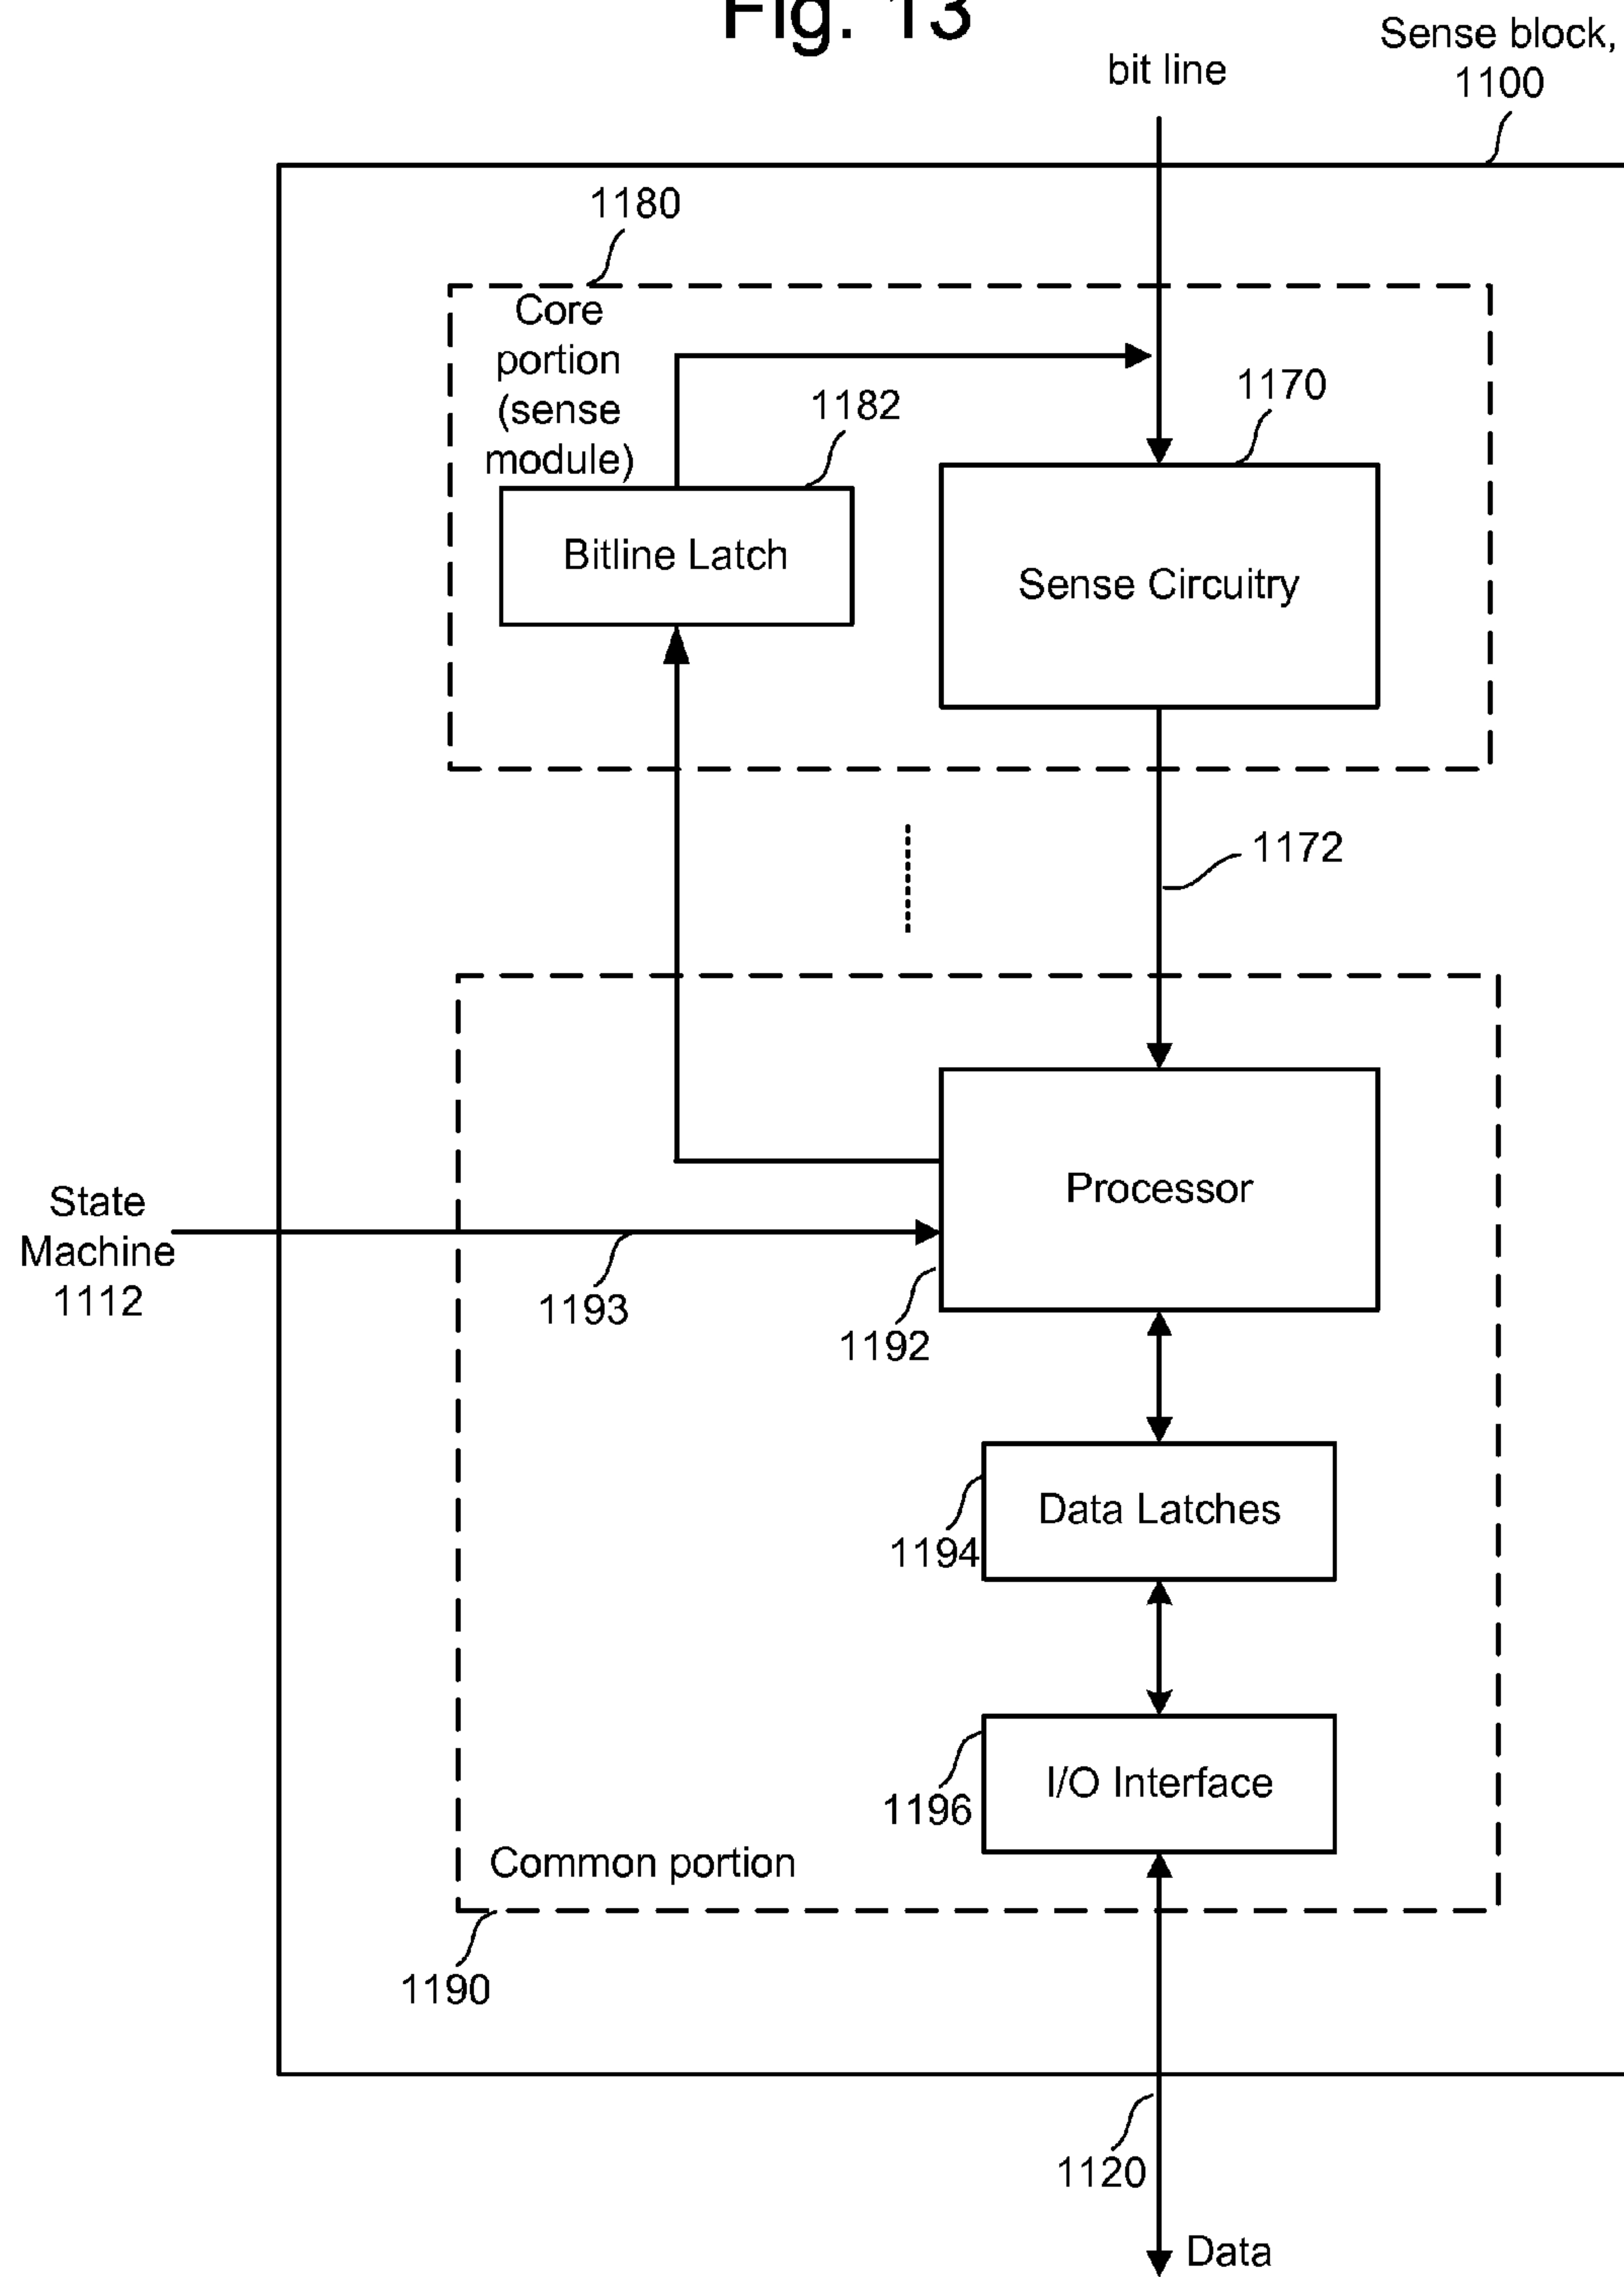 Fig. 13
Sense block,
1100
bit line
1180
Core
portion
(sense
module)
1182
1170
Bitline Latch
Sense Circuitry
1172
Processor
State
Machine
1112
1193
1192
Data Latches
1194
I/O Interface
1196
Common portion
1190
1120
Data